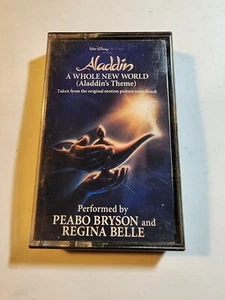 Walt Disney
Aladdin
A WHOLE NEW WORLD
(Aladdin's Theme)
Taken from the original motion picture soundtrack
Performed by
PEABO BRYSON and
REGINA BELLE